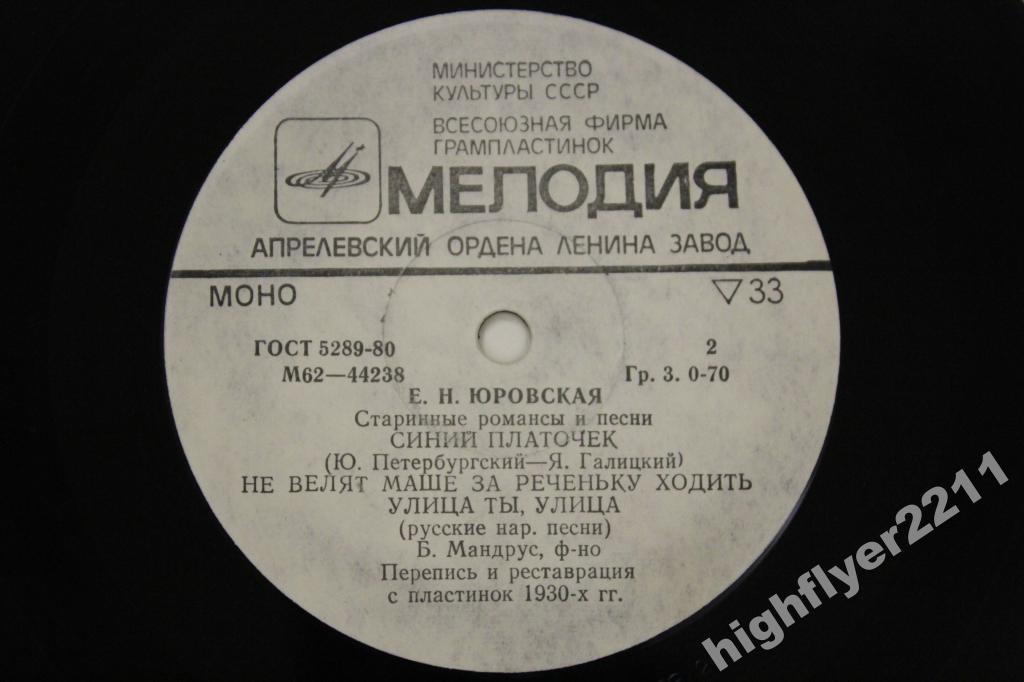 МИНИСТЕРСТВО
КУЛЬТУРЫ СССР
ВСЕСОЮЗНАЯ ФИРМА
ГРАМПЛАСТИНОК
МЕЛОДИЯ
АПРЕЛЕВСКИЙ ОРДЕНА ЛЕНИНА ЗАВОД
МОНО ▽33
ГОСТ 5289-80 2
М62—44238 Гр. 3. 0-70
Е. Н. ЮРОВСКАЯ
Старинные романсы и песни
СИНИЙ ПЛАТОЧЕК
(Ю. Петербургский—Я. Галицкий)
НЕ ВЕЛЯТ МАШЕ ЗА РЕЧЕНЬКУ ХОДИТЬ
УЛИЦА ТЫ, УЛИЦА
(русские нар. песни)
Б. Мандрус, ф-но
Перепись и реставрация
с пластинок 1930-х гг.
highflyer2211